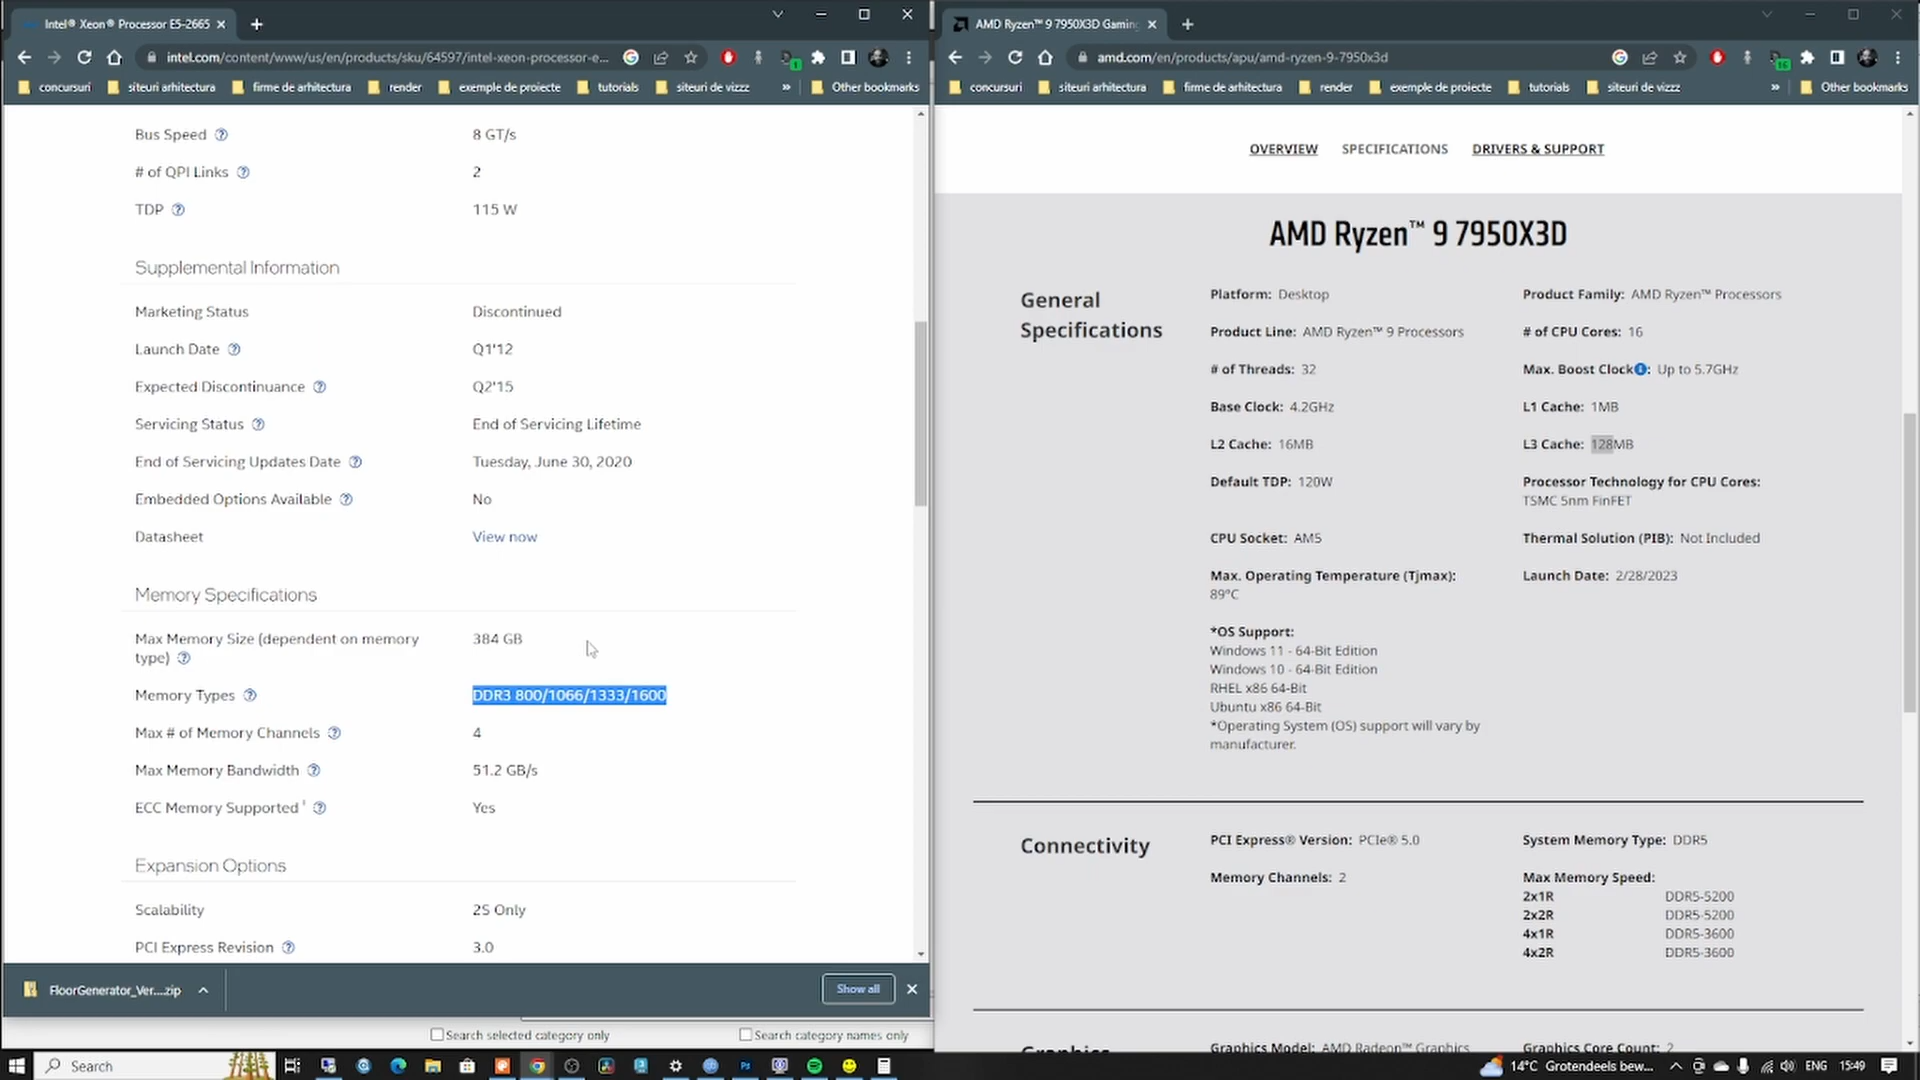 Intel® Xeon® Processor E5-2665
intel.com/content/www/us/en/products/sku/64597/intel-xeon-processor-e...
concursuri
siteuri arhitectura
firme de arhitectura
render
exemple de proiecte
tutorials
siteuri de vizzz
»
Other bookmarks
Bus Speed
8 GT/s
# of QPI Links
2
TDP
115 W
Supplemental Information
Marketing Status
Discontinued
Launch Date
Q1'12
Expected Discontinuance
Q2'15
Servicing Status
End of Servicing Lifetime
End of Servicing Updates Date
Tuesday, June 30, 2020
Embedded Options Available
No
Datasheet
View now
Memory Specifications
Max Memory Size (dependent on memory
type)
384 GB
Memory Types
DDR3 800/1066/1333/1600
Max # of Memory Channels
4
Max Memory Bandwidth
51.2 GB/s
ECC Memory Supported ‡
Yes
Expansion Options
Scalability
2S Only
PCI Express Revision
3.0
FloorGenerator_Ver....zip
Show all
Search selected category only
Search category names only
AMD Ryzen™ 9 7950X3D Gaming
amd.com/en/products/apu/amd-ryzen-9-7950x3d
concursuri
siteuri arhitectura
firme de arhitectura
render
exemple de proiecte
tutorials
siteuri de vizzz
»
Other bookmarks
OVERVIEW
SPECIFICATIONS
DRIVERS & SUPPORT
AMD Ryzen™ 9 7950X3D
General
Specifications
Platform: Desktop
Product Family: AMD Ryzen™ Processors
Product Line: AMD Ryzen™ 9 Processors
# of CPU Cores: 16
# of Threads: 32
Max. Boost Clock: Up to 5.7GHz
Base Clock: 4.2GHz
L1 Cache: 1MB
L2 Cache: 16MB
L3 Cache: 128MB
Default TDP: 120W
Processor Technology for CPU Cores:
TSMC 5nm FinFET
CPU Socket: AM5
Thermal Solution (PIB): Not Included
Max. Operating Temperature (Tjmax):
89°C
Launch Date: 2/28/2023
*OS Support:
Windows 11 - 64-Bit Edition
Windows 10 - 64-Bit Edition
RHEL x86 64-Bit
Ubuntu x86 64-Bit
*Operating System (OS) support will vary by
manufacturer.
Connectivity
PCI Express® Version: PCIe® 5.0
System Memory Type: DDR5
Memory Channels: 2
Max Memory Speed:
2x1R DDR5-5200
2x2R DDR5-5200
4x1R DDR5-3600
4x2R DDR5-3600
Graphics
Graphics Model: AMD Radeon™ Graphics
Graphics Core Count: 2
Search
14°C Grotendeels bew...
ENG
15:49